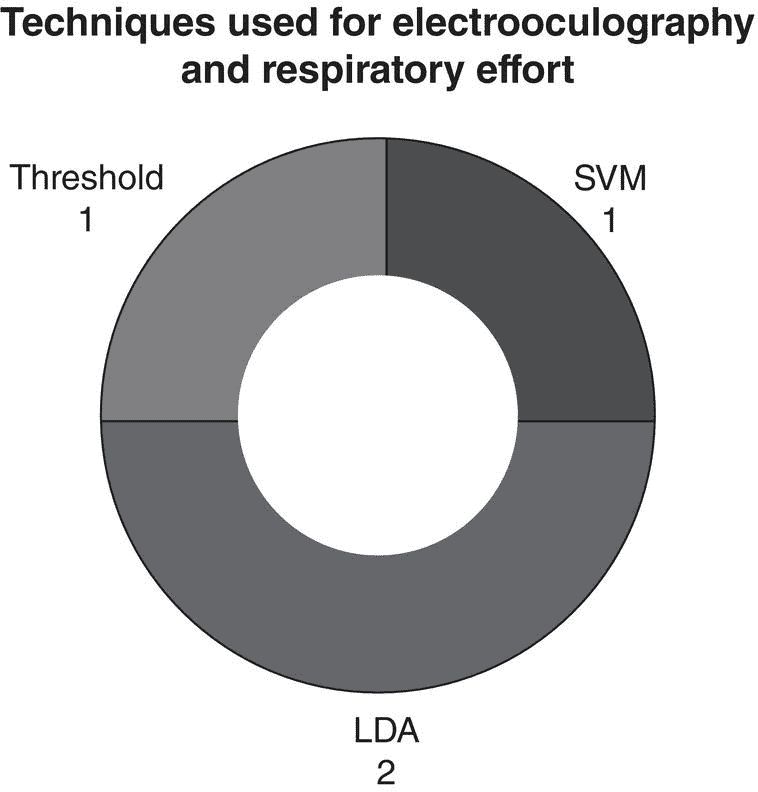 Techniques used for electrooculography
and respiratory effort
Threshold
1
SVM
1
LDA
2